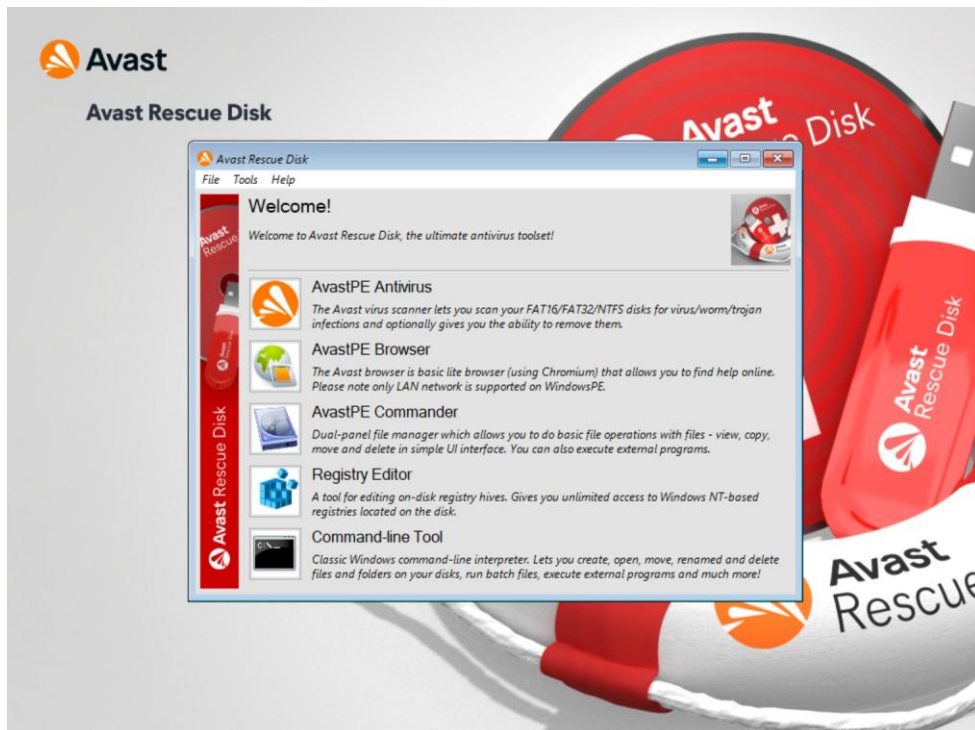 Avast
Avast Rescue Disk
Avast Rescue Disk
File Tools Help
Welcome!
Welcome to Avast Rescue Disk, the ultimate antivirus toolset!
AvastPE Antivirus
The Avast virus scanner lets you scan your FAT16/FAT32/NTFS disks for virus/worm/trojan
infections and optionally gives you the ability to remove them.
AvastPE Browser
The Avast browser is basic lite browser (using Chromium) that allows you to find help online.
Please note only LAN network is supported on WindowsPE.
AvastPE Commander
Dual-panel file manager which allows you to do basic file operations with files - view, copy,
move and delete in simple UI interface. You can also execute external programs.
Registry Editor
A tool for editing on-disk registry hives. Gives you unlimited access to Windows NT-based
registries located on the disk.
Command-line Tool
Classic Windows command-line interpreter. Lets you create, open, move, renamed and delete
files and folders on your disks, run batch files, execute external programs and much more!
Avast Rescue Disk
Avast
Rescue
Avast
Disk
Avast
Rescue Disk
Avast
Rescue